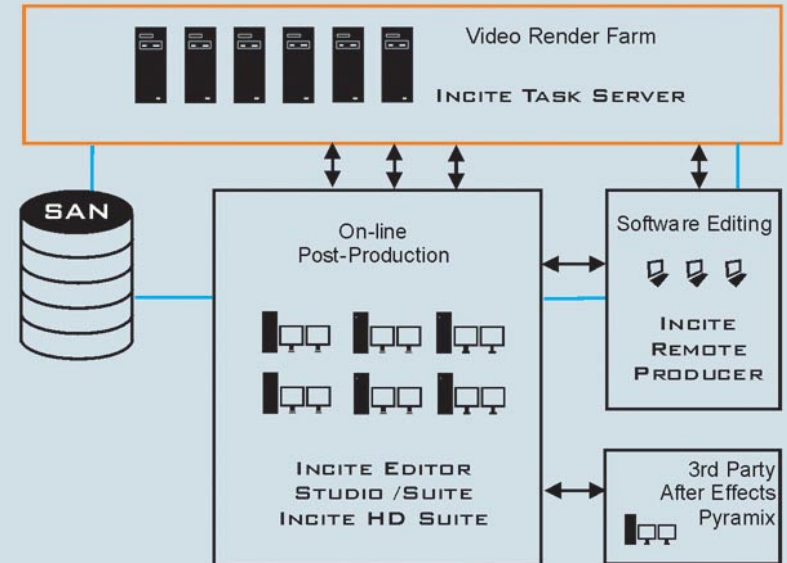 Video Render Farm
INCITE TASK SERVER
SAN
On-line
Post-Production
INCITE EDITOR
STUDIO /SUITE
INCITE HD SUITE
Software Editing
INCITE
REMOTE
PRODUCER
3rd Party
After Effects
Pyramix